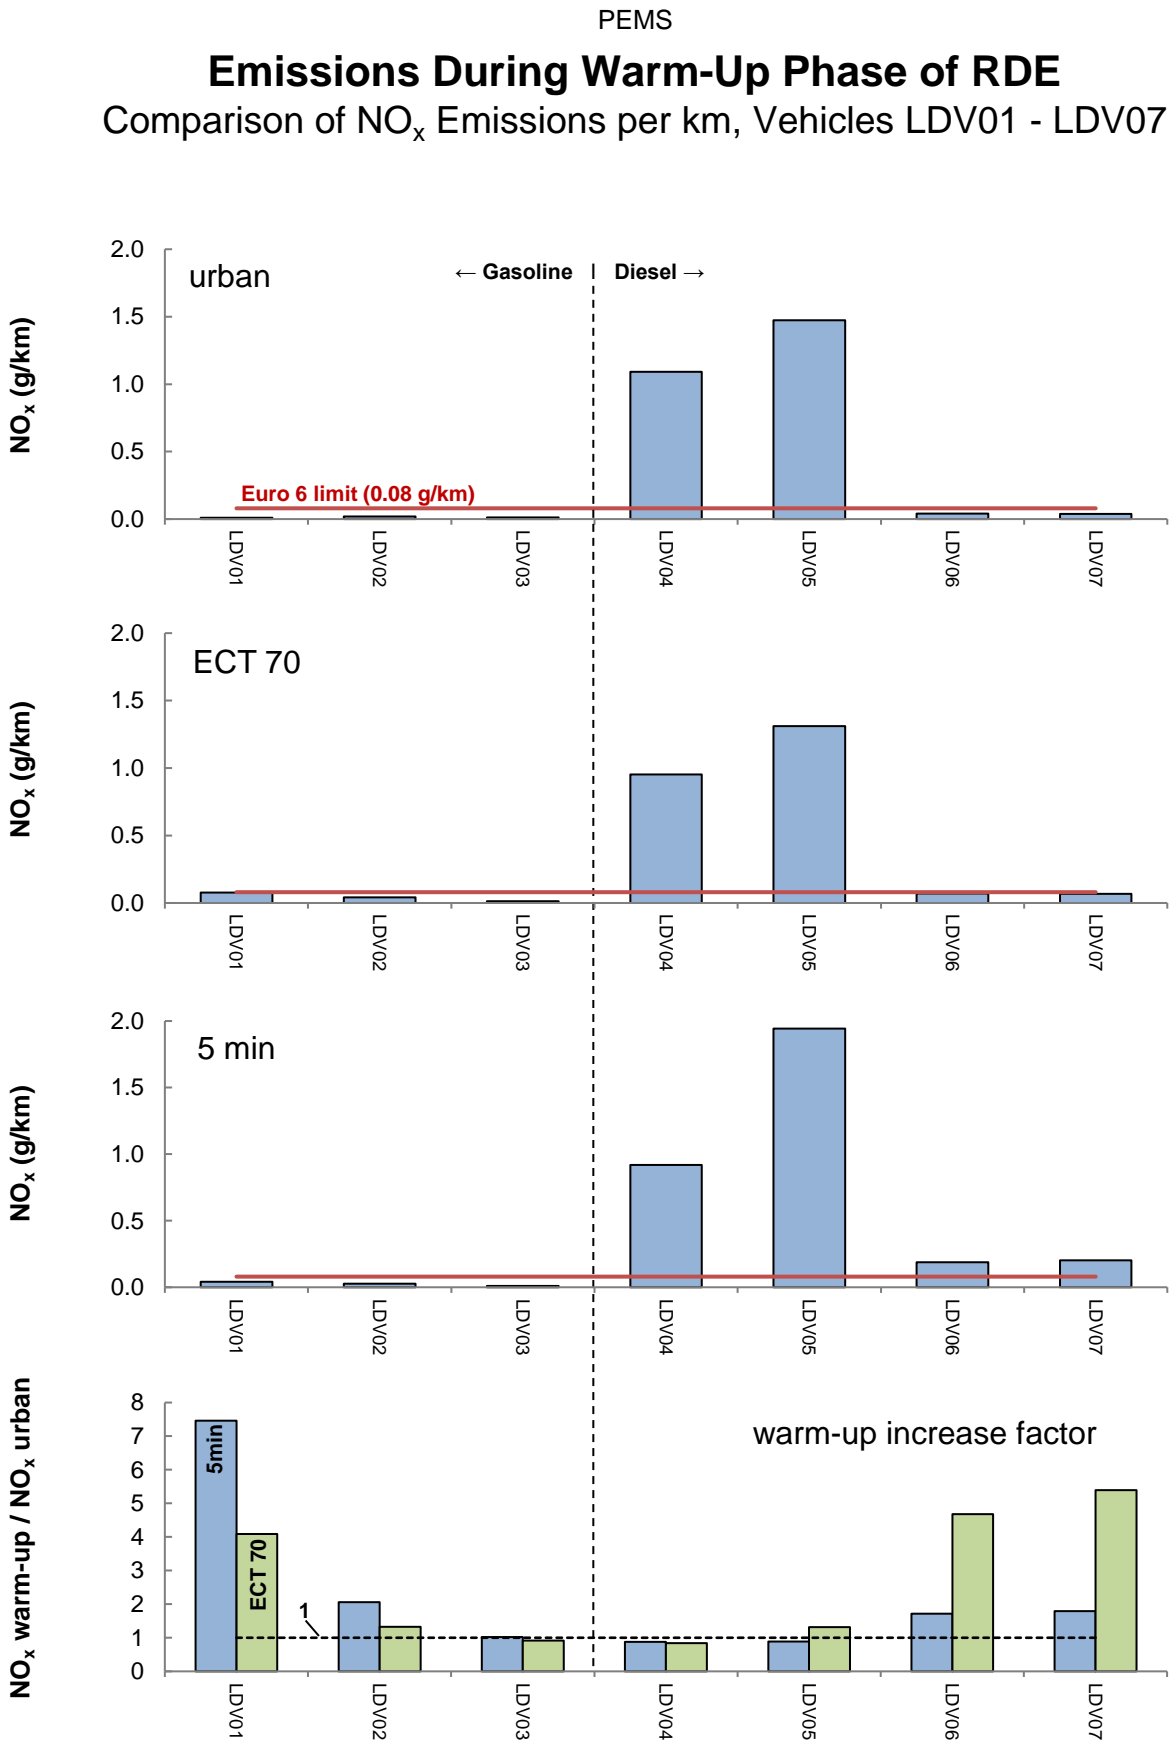 PEMS
Emissions During Warm-Up Phase of RDE
Comparison of NOx Emissions per km, Vehicles LDV01 - LDV07
NOx (g/km)
2.0
1.5
1.0
0.5
0.0
urban
← Gasoline
Diesel →
Euro 6 limit (0.08 g/km)
LDV01
LDV02
LDV03
LDV04
LDV05
LDV06
LDV07
NOx (g/km)
2.0
1.5
1.0
0.5
0.0
ECT 70
LDV01
LDV02
LDV03
LDV04
LDV05
LDV06
LDV07
NOx (g/km)
2.0
1.5
1.0
0.5
0.0
5 min
LDV01
LDV02
LDV03
LDV04
LDV05
LDV06
LDV07
NOx warm-up / NOx urban
8
7
6
5
4
3
2
1
0
warm-up increase factor
5min
ECT 70
1
LDV01
LDV02
LDV03
LDV04
LDV05
LDV06
LDV07